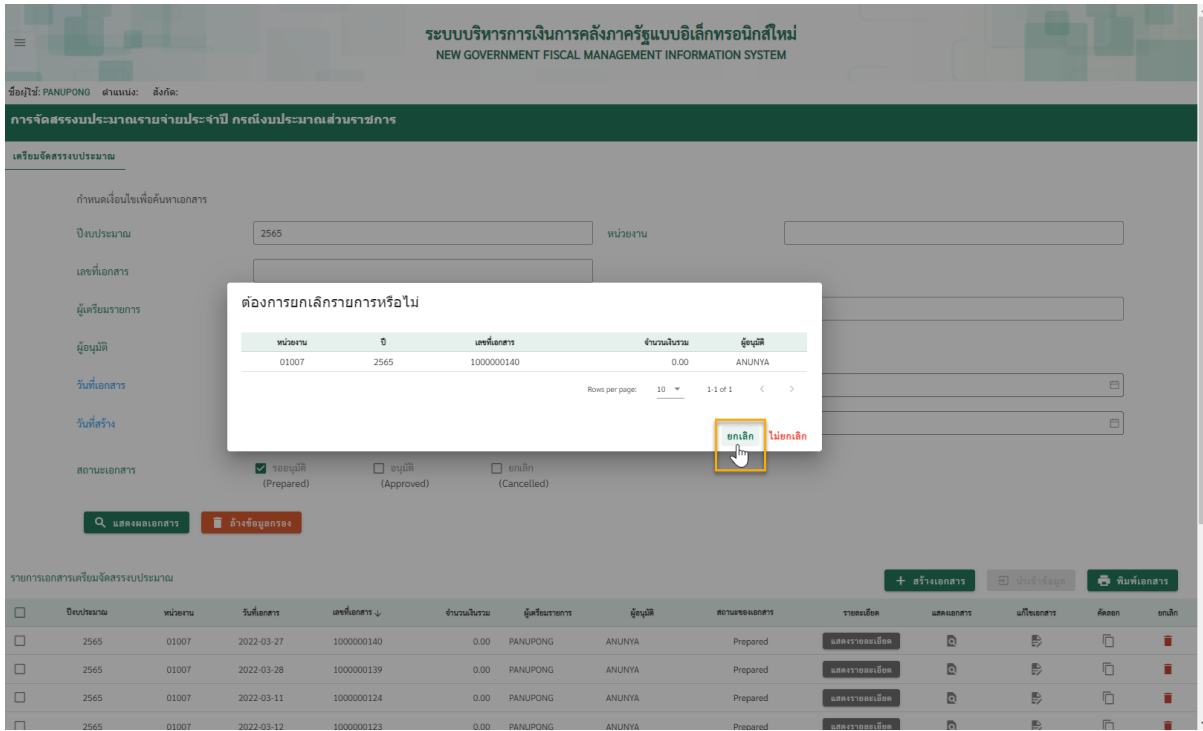 ระบบบริหารการเงินการคลังภาครัฐแบบอิเล็กทรอนิกส์ใหม่
NEW GOVERNMENT FISCAL MANAGEMENT INFORMATION SYSTEM
ชื่อผู้ใช้: PANUPONG ตำแหน่ง: สังกัด:
การจัดสรรงบประมาณรายจ่ายประจำปี กรณีงบประมาณส่วนราชการ
เตรียมจัดสรรงบประมาณ
กำหนดเงื่อนไขเพื่อค้นหาเอกสาร
ปีงบประมาณ 2565 หน่วยงาน
เลขที่เอกสาร
ผู้เตรียมรายการ
ผู้อนุมัติ
วันที่เอกสาร
วันที่สร้าง
ต้องการยกเลิกรายการหรือไม่
หน่วยงาน ปี เลขที่เอกสาร จำนวนเงินรวม ผู้อนุมัติ
01007 2565 1000000140 0.00 ANUNYA
Rows per page: 10 1-1 of 1
ยกเลิก ไม่ยกเลิก
สถานะเอกสาร รออนุมัติ อนุมัติ ยกเลิก
(Prepared) (Approved) (Cancelled)
แสดงผลเอกสาร ล้างข้อมูลกรอง
รายการเอกสารเตรียมจัดสรรงบประมาณ สร้างเอกสาร นำเข้าข้อมูล พิมพ์เอกสาร
ปีงบประมาณ หน่วยงาน วันที่เอกสาร เลขที่เอกสาร จำนวนเงินรวม ผู้เตรียมรายการ ผู้อนุมัติ สถานะของเอกสาร รายละเอียด แสดงเอกสาร แก้ไขเอกสาร คัดลอก ยกเลิก
2565 01007 2022-03-27 1000000140 0.00 PANUPONG ANUNYA Prepared แสดงรายละเอียด
2565 01007 2022-03-28 1000000139 0.00 PANUPONG ANUNYA Prepared แสดงรายละเอียด
2565 01007 2022-03-11 1000000124 0.00 PANUPONG ANUNYA Prepared แสดงรายละเอียด
2565 01007 2022-03-12 1000000123 0.00 PANUPONG ANUNYA Prepared แสดงรายละเอียด